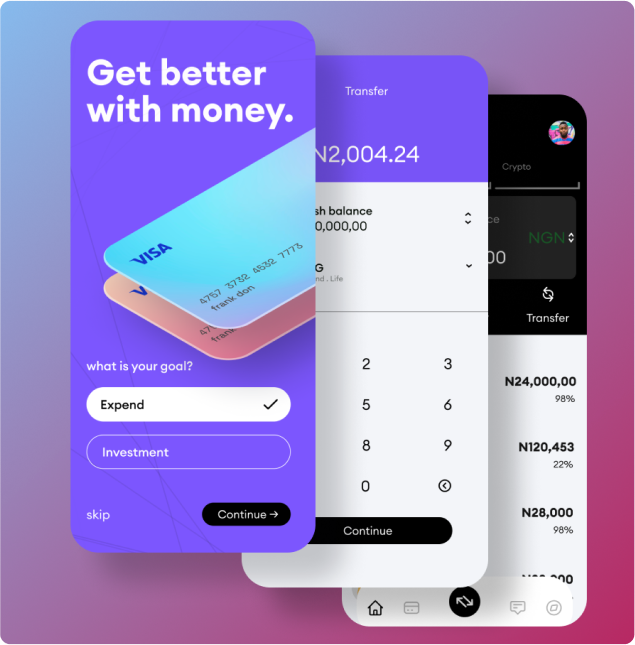 Get better
with money.
VISA
4757 3732 4532 7773
frank don
V
47
frank
what is your goal?
Expend
Investment
skip
Continue →
Transfer
N2,004.24
sh balance
0,000,00
G
nd . Life
2
3
5
6
8
9
0
Continue
Crypto
ce
NGN
00
Transfer
N24,000,00
98%
N120,453
22%
N28,000
98%